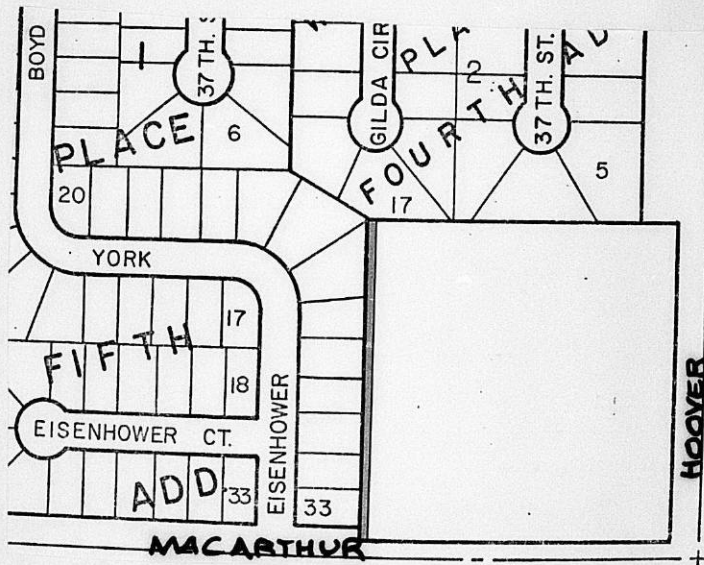 BOYD
1
37 TH. S
GILDA CIR
PLA
2
37 TH. ST.
AD
PLACE
6
FOURTH
5
20
17
YORK
17
FIFTH
18
EISENHOWER CT.
EISENHOWER
ADD.
33
33
HOOVER
MACARTHUR